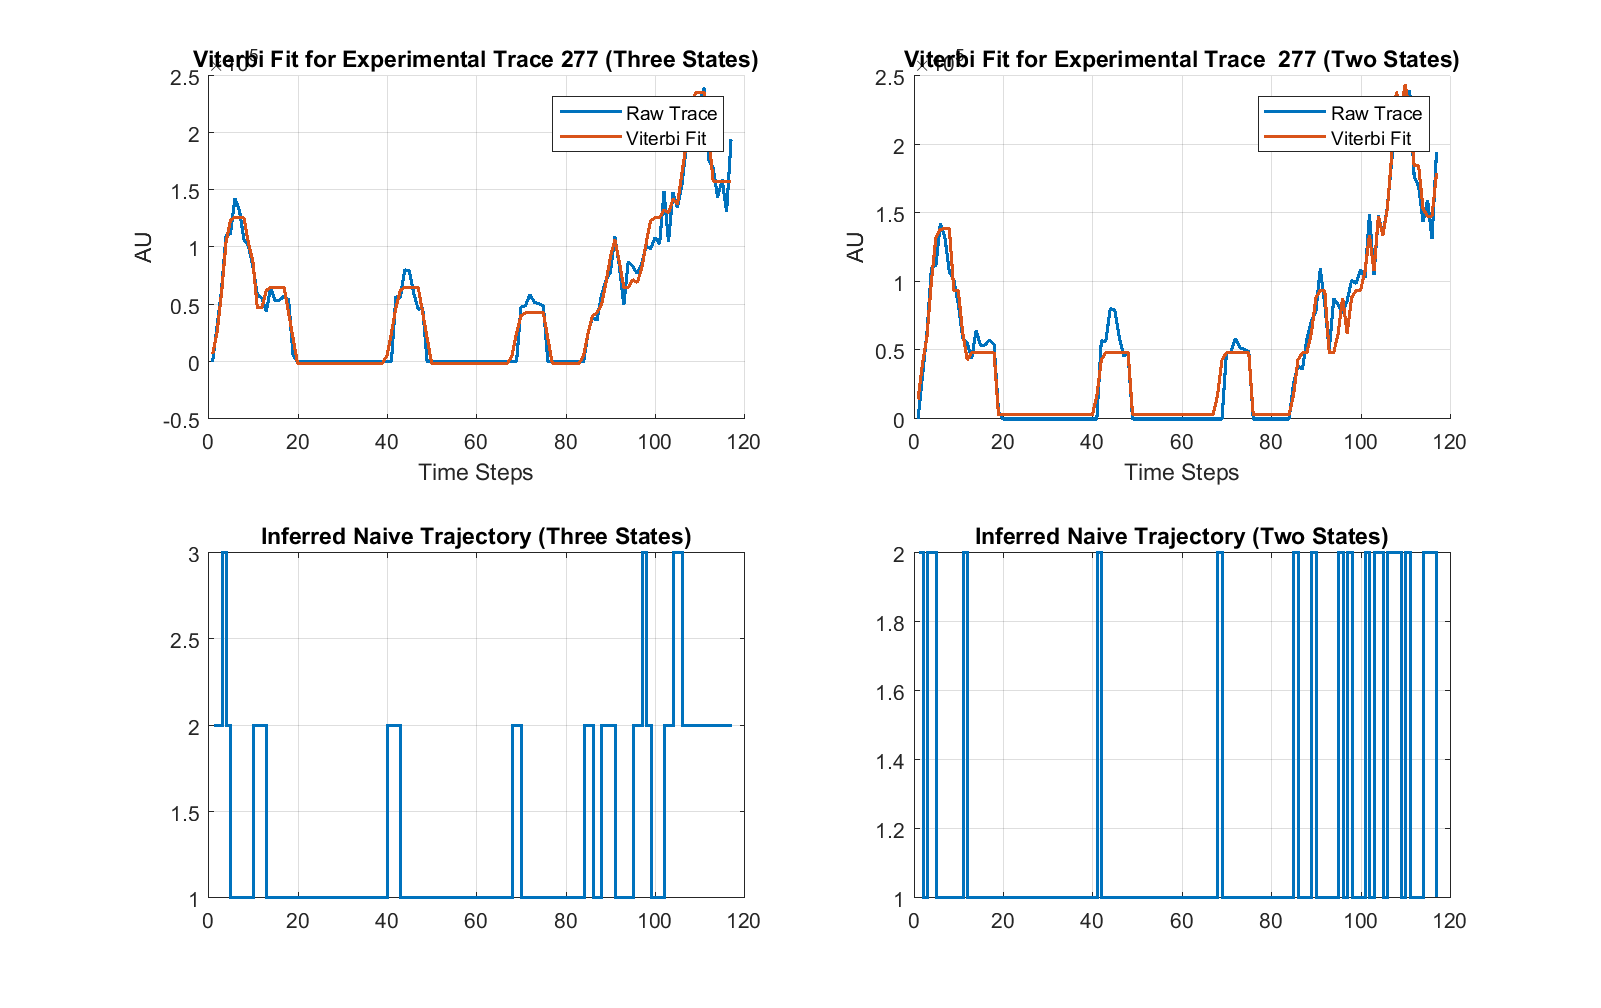 Viterbi Fit for Experimental Trace 277 (Three States)
×10^5
2.5
2
1.5
1
0.5
0
-0.5
AU
Raw Trace
Viterbi Fit
0 20 40 60 80 100 120
Time Steps
Viterbi Fit for Experimental Trace  277 (Two States)
×10^5
2.5
2
1.5
1
0.5
0
AU
Raw Trace
Viterbi Fit
0 20 40 60 80 100 120
Time Steps
Inferred Naive Trajectory (Three States)
3
2.5
2
1.5
1
0 20 40 60 80 100 120
Inferred Naive Trajectory (Two States)
2
1.8
1.6
1.4
1.2
1
0 20 40 60 80 100 120